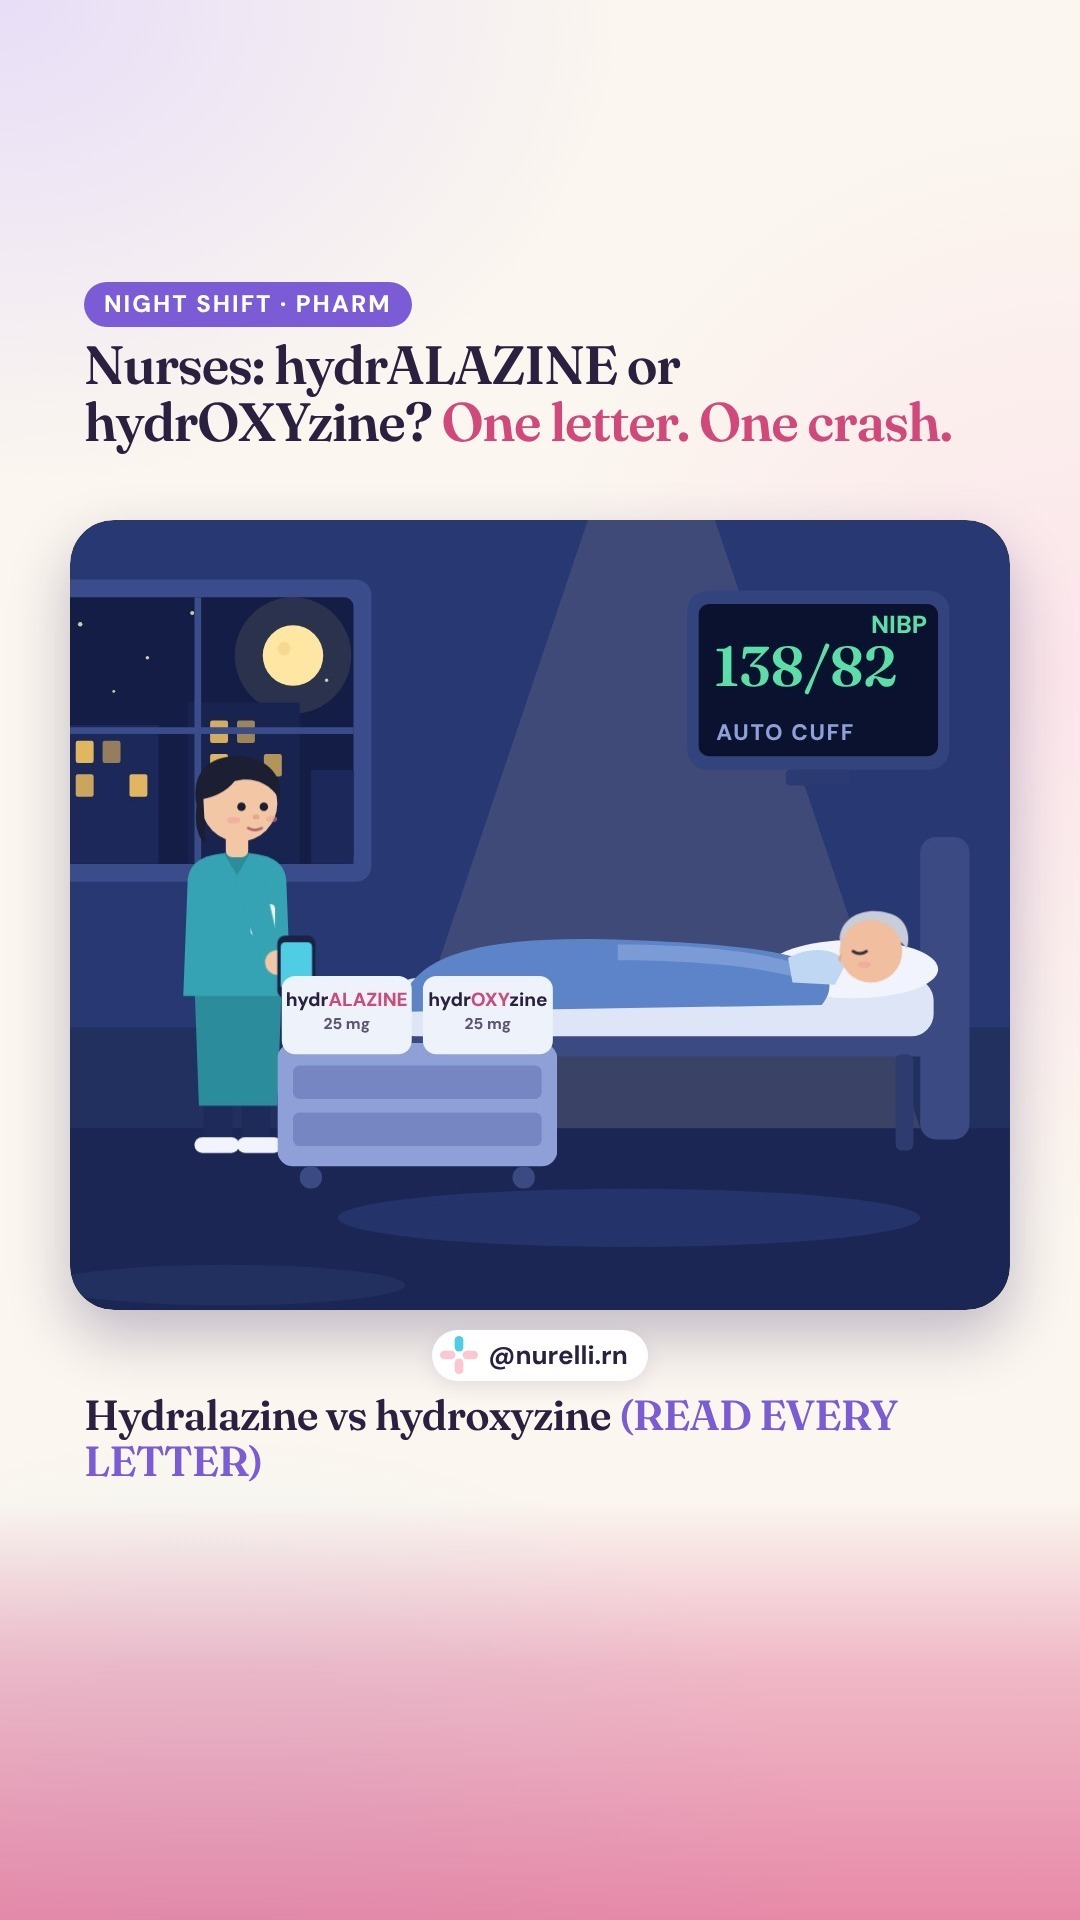 NIGHT SHIFT · PHARM
Nurses: hydrALAZINE or
hydrOXYzine? One letter. One crash.
NIBP
138/82
AUTO CUFF
hydrALAZINE
25 mg
hydrOXYzine
25 mg
@nurelli.rn
Hydralazine vs hydroxyzine (READ EVERY
LETTER)